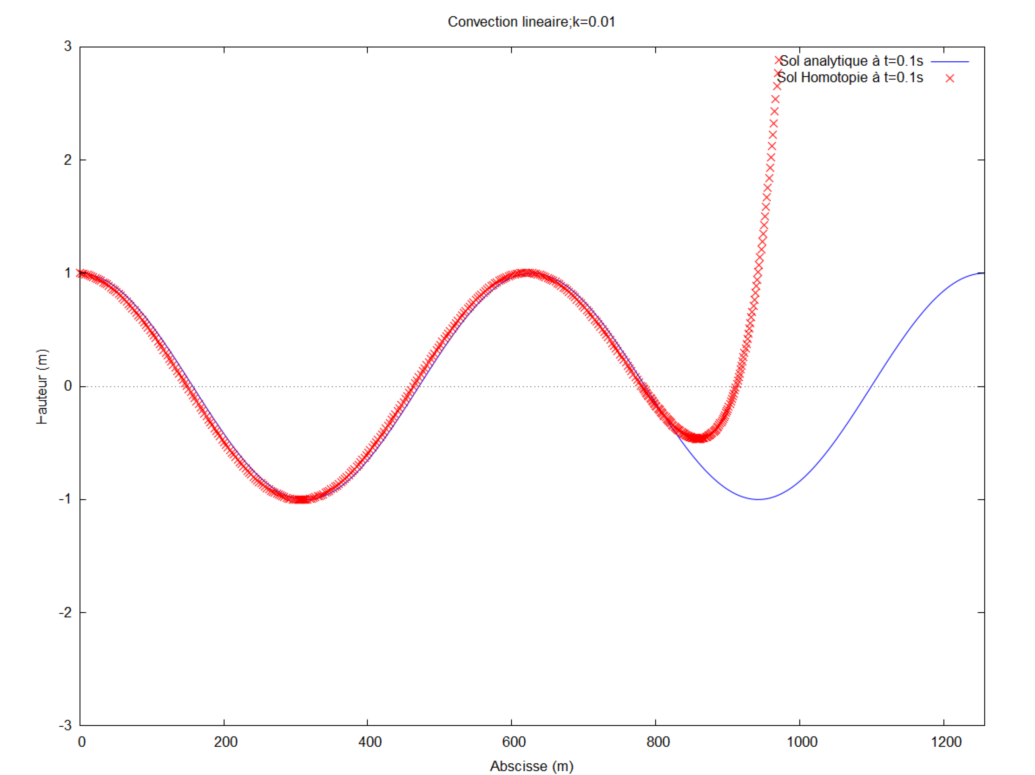 Convection lineaire;k=0.01
Sol analytique à t=0.1s
Sol Homotopie à t=0.1s
3
2
1
0
-1
-2
-3
Hauteur (m)
0 200 400 600 800 1000 1200
Abscisse (m)